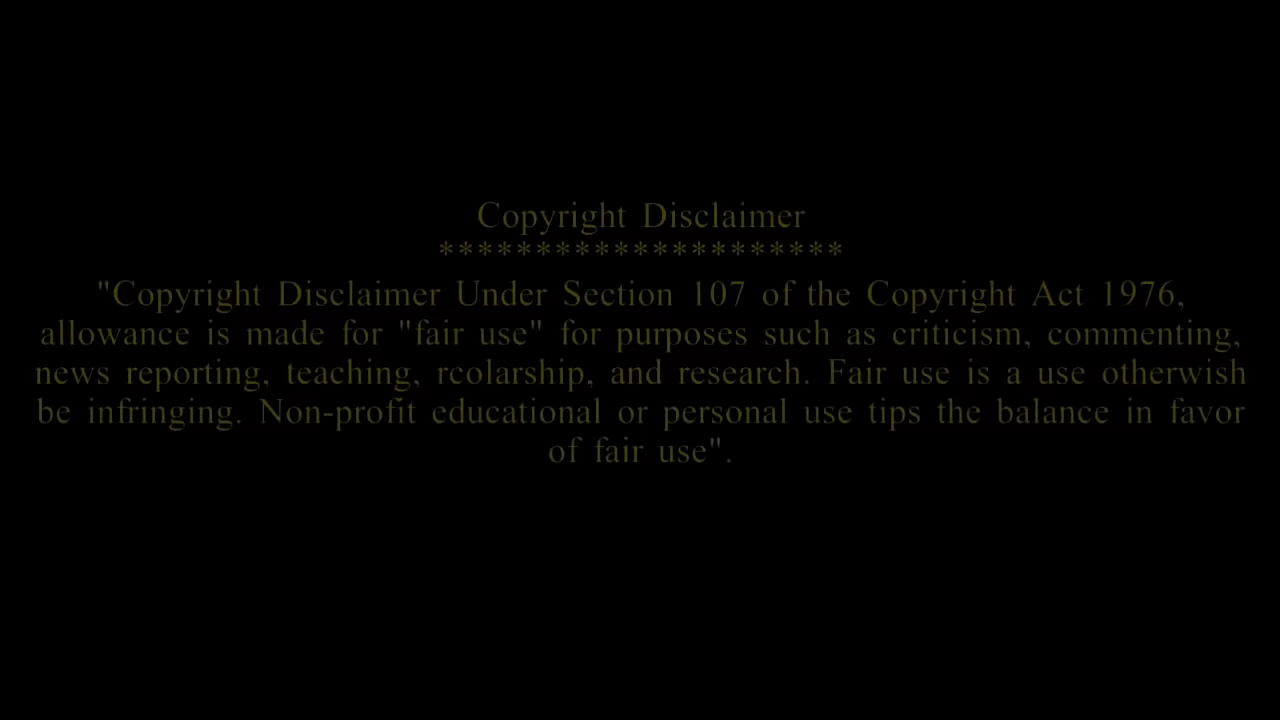 Copyright Disclaimer
*********************
"Copyright Disclaimer Under Section 107 of the Copyright Act 1976,
allowance is made for "fair use" for purposes such as criticism, commenting,
news reporting, teaching, rcolarship, and research. Fair use is a use otherwish
be infringing. Non-profit educational or personal use tips the balance in favor
of fair use".